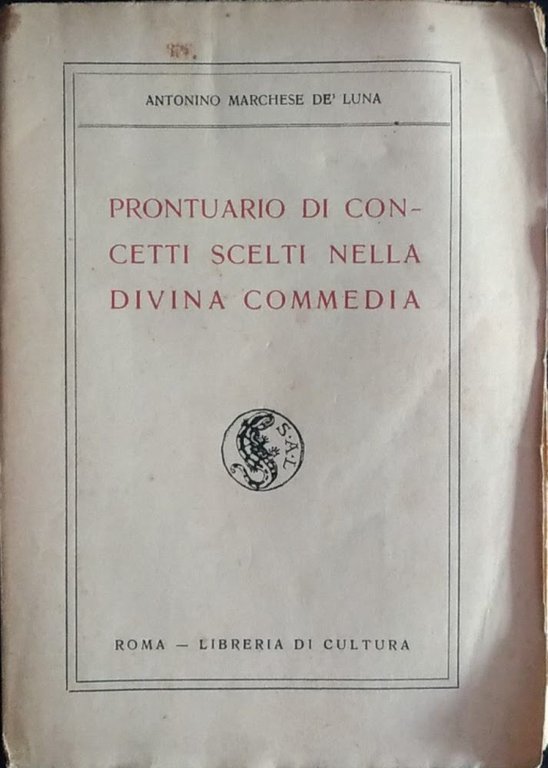 ANTONINO MARCHESE DE' LUNA
PRONTUARIO DI CON-
CETTI SCELTI NELLA
DIVINA COMMEDIA
S·A·L
ROMA — LIBRERIA DI CULTURA